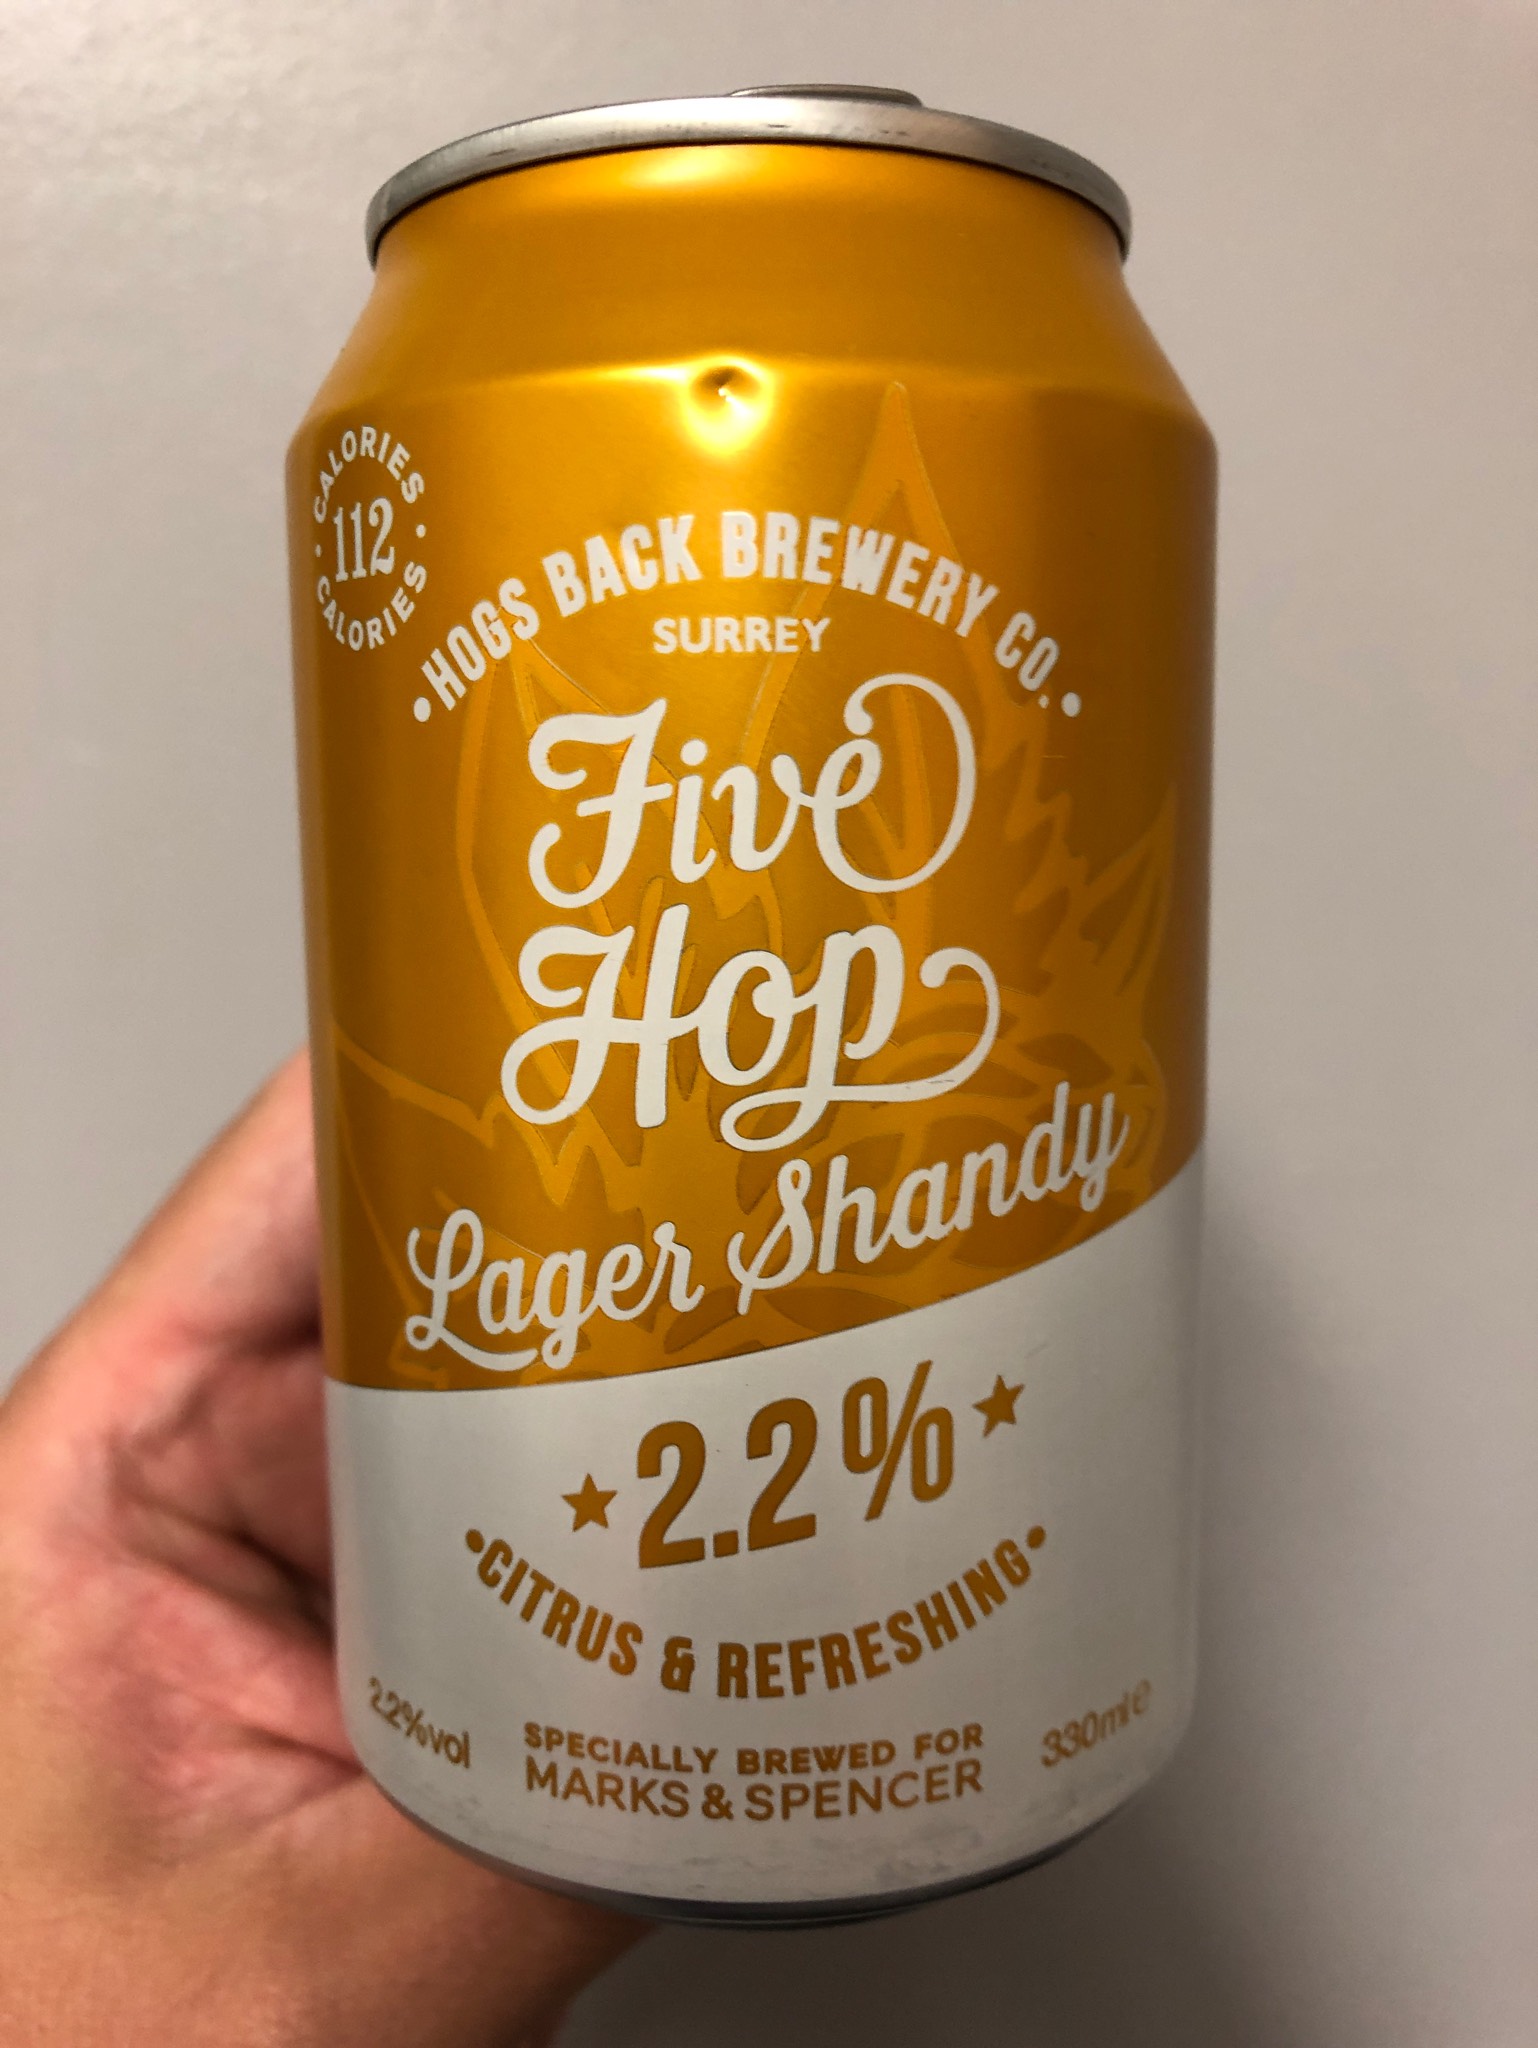 CALORIES
112
CALORIES
•HOGS BACK BREWERY CO.•
SURREY
Five
Hop
Lager Shandy
★2.2%★
•CITRUS & REFRESHING•
2.2%vol
SPECIALLY BREWED FOR
MARKS & SPENCER
330ml℮